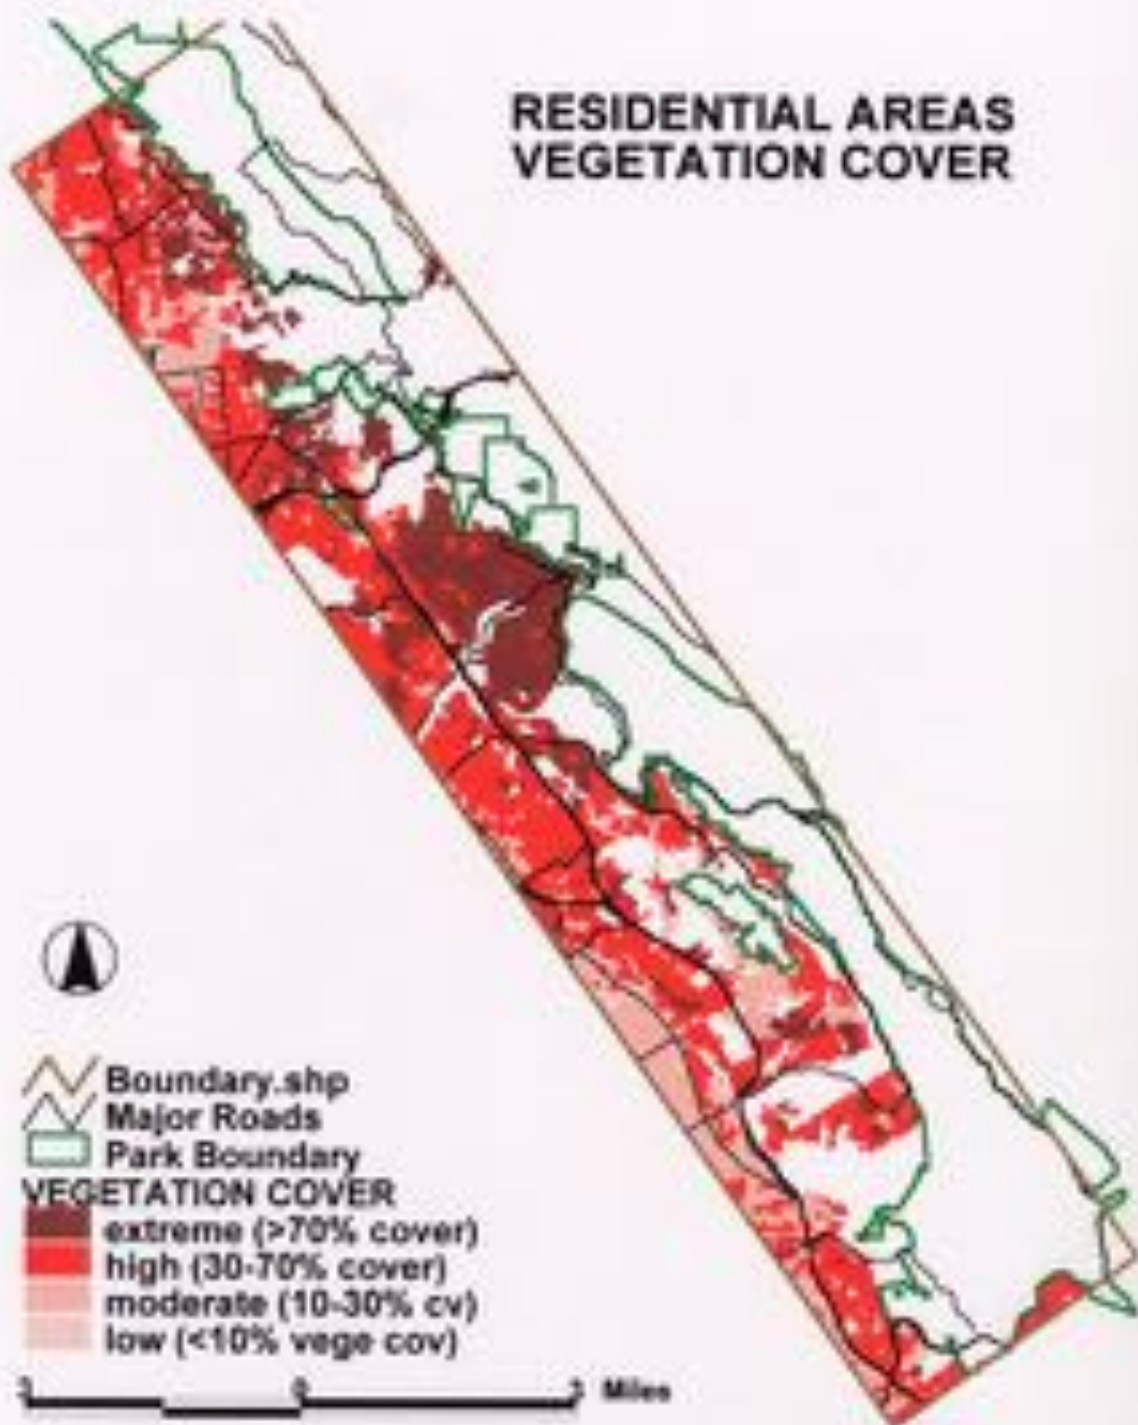 RESIDENTIAL AREAS
VEGETATION COVER
Boundary.shp
Major Roads
Park Boundary
VEGETATION COVER
extreme (>70% cover)
high (30-70% cover)
moderate (10-30% cv)
low (<10% vege cov)
0 Miles